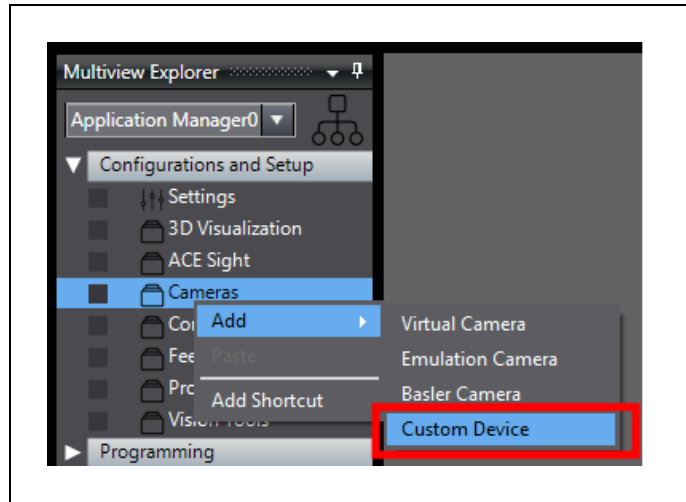 Multiview Explorer
Application Manager0
Configurations and Setup
Settings
3D Visualization
ACE Sight
Cameras
Add
Virtual Camera
Paste
Emulation Camera
Add Shortcut
Basler Camera
Custom Device
Programming